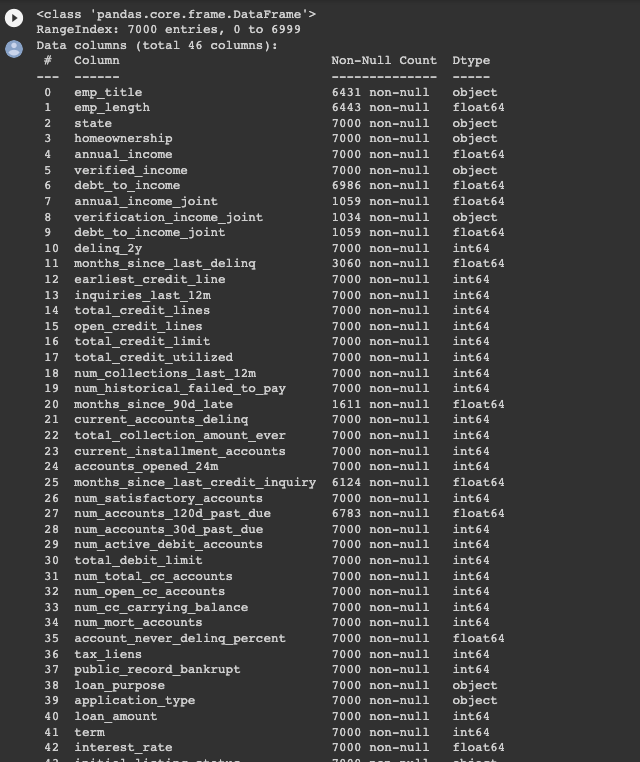 <class 'pandas.core.frame.DataFrame'>
RangeIndex: 7000 entries, 0 to 6999
Data columns (total 46 columns):
 #   Column                            Non-Null Count  Dtype
---  ------                            --------------  -----
 0   emp_title                         6431 non-null   object
 1   emp_length                        6443 non-null   float64
 2   state                             7000 non-null   object
 3   homeownership                     7000 non-null   object
 4   annual_income                     7000 non-null   float64
 5   verified_income                   7000 non-null   object
 6   debt_to_income                    6986 non-null   float64
 7   annual_income_joint               1059 non-null   float64
 8   verification_income_joint         1034 non-null   object
 9   debt_to_income_joint              1059 non-null   float64
 10  delinq_2y                         7000 non-null   int64
 11  months_since_last_delinq          3060 non-null   float64
 12  earliest_credit_line              7000 non-null   int64
 13  inquiries_last_12m                7000 non-null   int64
 14  total_credit_lines                7000 non-null   int64
 15  open_credit_lines                 7000 non-null   int64
 16  total_credit_limit                7000 non-null   int64
 17  total_credit_utilized             7000 non-null   int64
 18  num_collections_last_12m          7000 non-null   int64
 19  num_historical_failed_to_pay      7000 non-null   int64
 20  months_since_90d_late             1611 non-null   float64
 21  current_accounts_delinq           7000 non-null   int64
 22  total_collection_amount_ever      7000 non-null   int64
 23  current_installment_accounts      7000 non-null   int64
 24  accounts_opened_24m               7000 non-null   int64
 25  months_since_last_credit_inquiry  6124 non-null   float64
 26  num_satisfactory_accounts         7000 non-null   int64
 27  num_accounts_120d_past_due        6783 non-null   float64
 28  num_accounts_30d_past_due         7000 non-null   int64
 29  num_active_debit_accounts         7000 non-null   int64
 30  total_debit_limit                 7000 non-null   int64
 31  num_total_cc_accounts             7000 non-null   int64
 32  num_open_cc_accounts              7000 non-null   int64
 33  num_cc_carrying_balance           7000 non-null   int64
 34  num_mort_accounts                 7000 non-null   int64
 35  account_never_delinq_percent      7000 non-null   float64
 36  tax_liens                         7000 non-null   int64
 37  public_record_bankrupt            7000 non-null   int64
 38  loan_purpose                      7000 non-null   object
 39  application_type                  7000 non-null   object
 40  loan_amount                       7000 non-null   int64
 41  term                              7000 non-null   int64
 42  interest_rate                     7000 non-null   float64